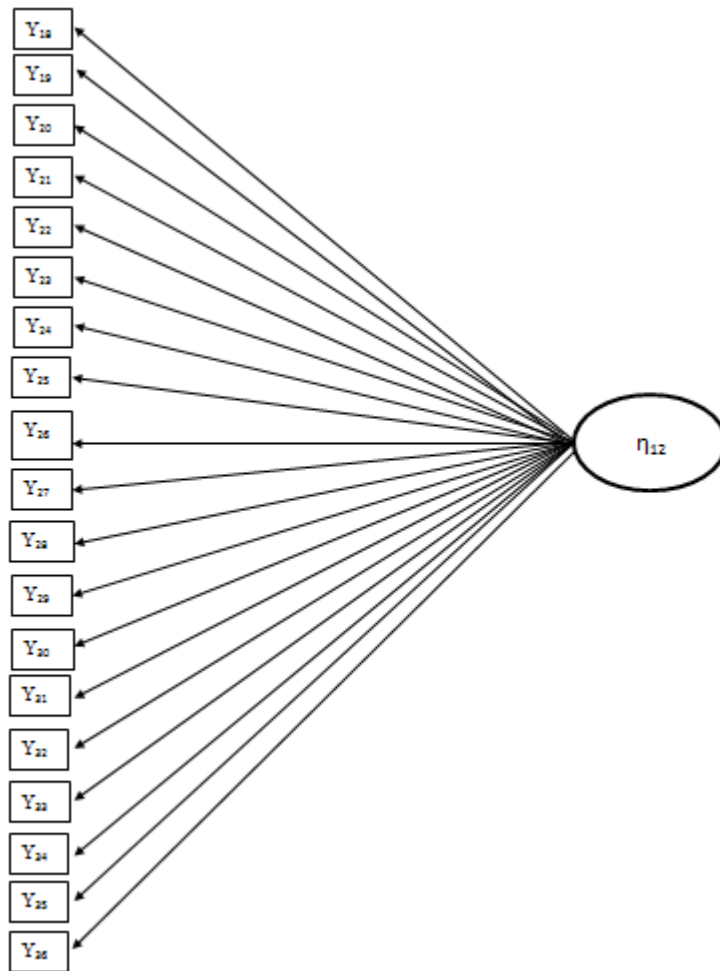 Y₁₈
Y₁₉
Y₂₀
Y₂₁
Y₂₂
Y₂₃
Y₂₄
Y₂₅
Y₂₆
η₁₂
Y₂₇
Y₂₈
Y₂₉
Y₃₀
Y₃₁
Y₃₂
Y₃₃
Y₃₄
Y₃₅
Y₃₆